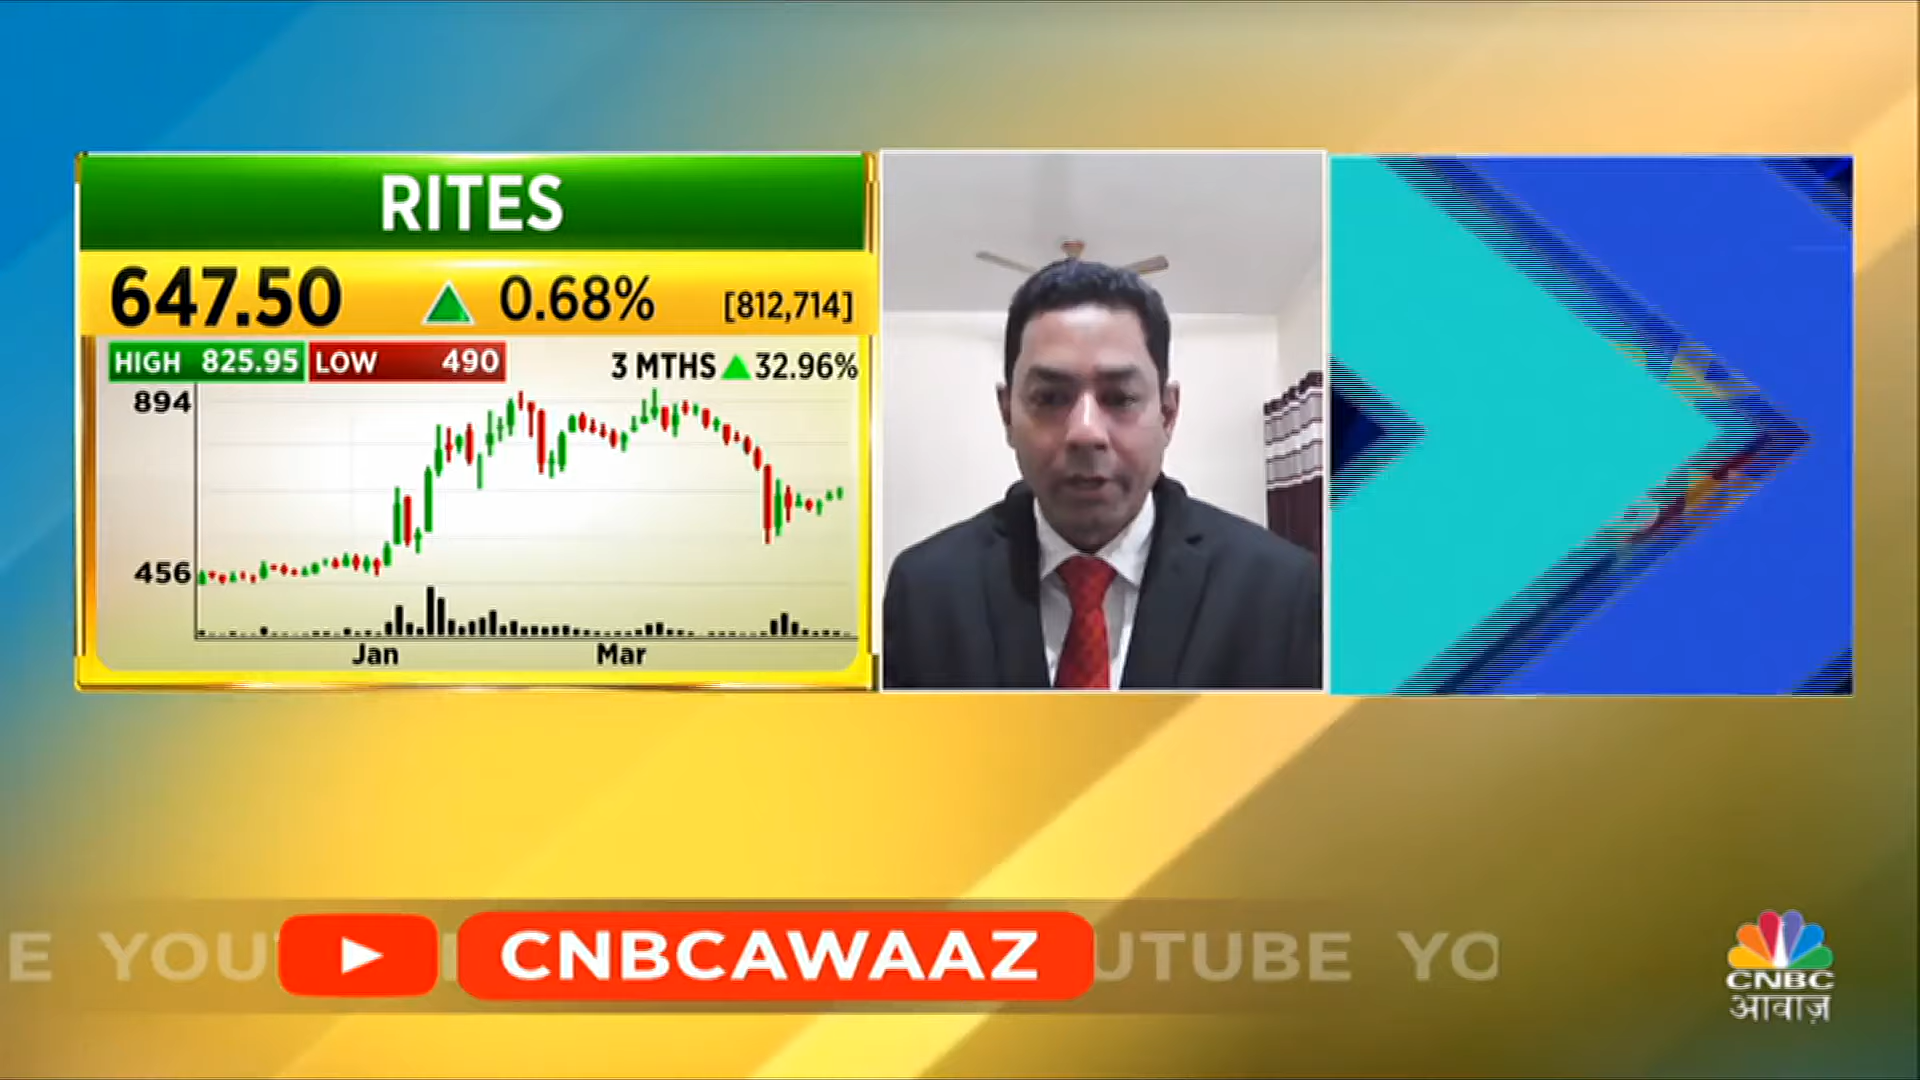 RITES
647.50 0.68% [812,714]
HIGH 825.95 LOW 490 3 MTHS 32.96%
894
456
Jan Mar
E YOU CNBCAWAAZ UTUBE YO
CNBC
आवाज़